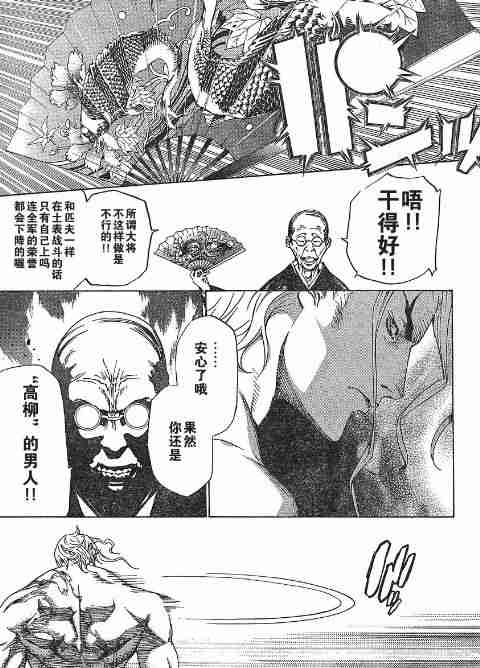 唔!!
干得好!!
所谓大将
不这样做是
不行的!!
和匹夫一样
在土表战斗的话
只有自己上吗
连全军的荣誉
都会下降的喔
……
安心了哦
果然
你还是
“高柳”的男人!!